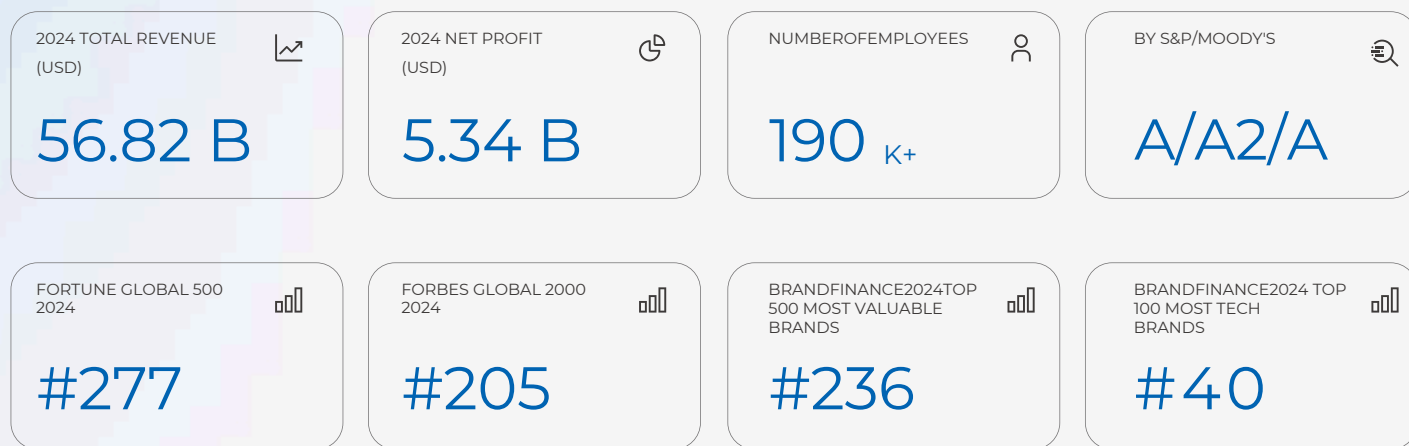 2024 TOTAL REVENUE
(USD)
56.82 B
2024 NET PROFIT
(USD)
5.34 B
NUMBEROFEMPLOYEES
190 K+
BY S&P/MOODY'S
A/A2/A
FORTUNE GLOBAL 500
2024
#277
FORBES GLOBAL 2000
2024
#205
BRANDFINANCE2024TOP
500 MOST VALUABLE
BRANDS
#236
BRANDFINANCE2024 TOP
100 MOST TECH
BRANDS
#40